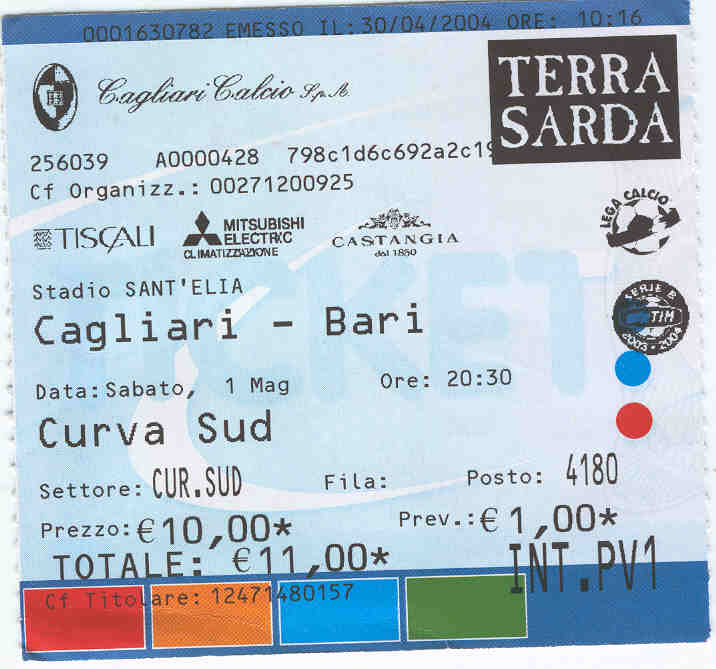 0001630782 EMESSO IL: 30/04/2004 ORE: 10:16
Cagliari Calcio S.p.A.
TERRA
SARDA
256039 A0000428 798c1d6c692a2c19
Cf Organizz.: 00271200925
TISCALI
MITSUBISHI
ELECTRIC
CLIMATIZZAZIONE
CASTANGIA
dal 1850
LEGA CALCIO
Stadio SANT'ELIA
TICKET
SERIE B
TIM
2003 • 2004
Cagliari - Bari
Data: Sabato, 1 Mag Ore: 20:30
Curva Sud
Settore: CUR.SUD Fila: Posto: 4180
Prezzo: € 10,00* Prev.: € 1,00*
TOTALE: € 11,00* INT.PV1
Cf Titolare: 12471480157